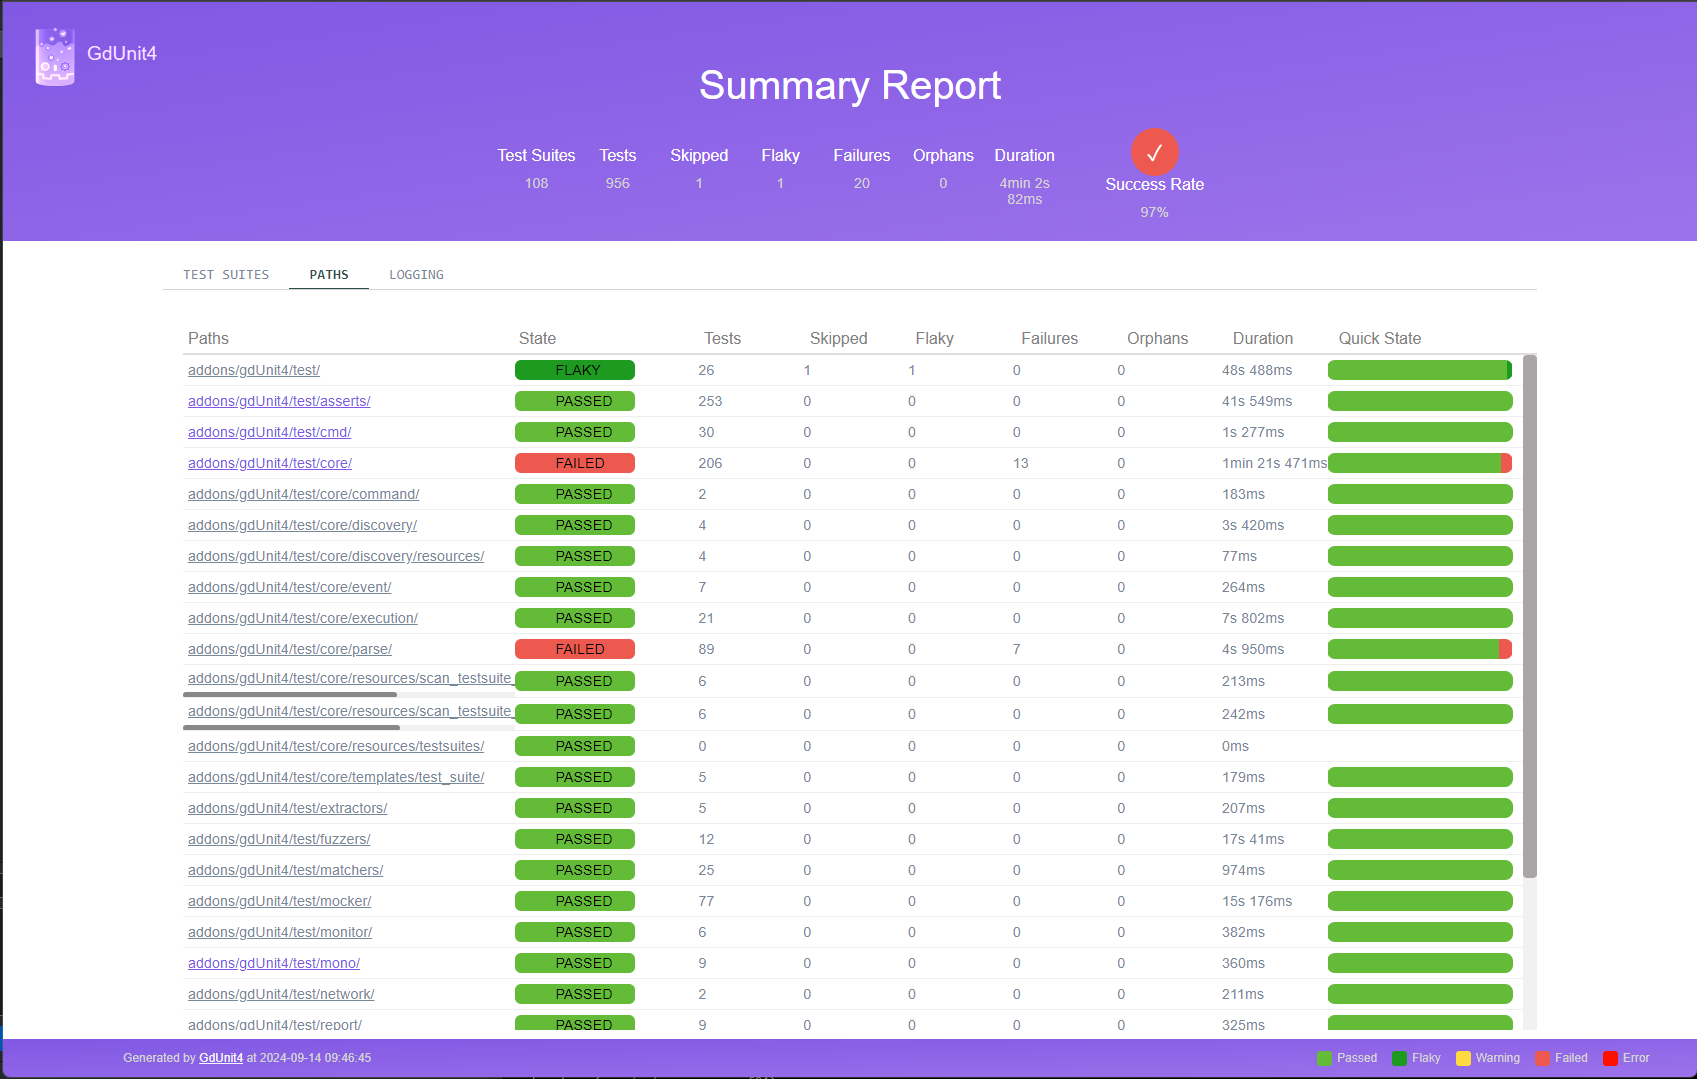 GdUnit4
Summary Report
Test Suites Tests Skipped Flaky Failures Orphans Duration Success Rate
108 956 1 1 20 0 4min 2s 82ms 97%
TEST SUITES PATHS LOGGING
Paths State Tests Skipped Flaky Failures Orphans Duration Quick State
addons/gdUnit4/test/ FLAKY 26 1 1 0 0 48s 488ms
addons/gdUnit4/test/asserts/ PASSED 253 0 0 0 0 41s 549ms
addons/gdUnit4/test/cmd/ PASSED 30 0 0 0 0 1s 277ms
addons/gdUnit4/test/core/ FAILED 206 0 0 13 0 1min 21s 471ms
addons/gdUnit4/test/core/command/ PASSED 2 0 0 0 0 183ms
addons/gdUnit4/test/core/discovery/ PASSED 4 0 0 0 0 3s 420ms
addons/gdUnit4/test/core/discovery/resources/ PASSED 4 0 0 0 0 77ms
addons/gdUnit4/test/core/event/ PASSED 7 0 0 0 0 264ms
addons/gdUnit4/test/core/execution/ PASSED 21 0 0 0 0 7s 802ms
addons/gdUnit4/test/core/parse/ FAILED 89 0 0 7 0 4s 950ms
addons/gdUnit4/test/core/resources/scan_testsuite_ PASSED 6 0 0 0 0 213ms
addons/gdUnit4/test/core/resources/scan_testsuite_ PASSED 6 0 0 0 0 242ms
addons/gdUnit4/test/core/resources/testsuites/ PASSED 0 0 0 0 0 0ms
addons/gdUnit4/test/core/templates/test_suite/ PASSED 5 0 0 0 0 179ms
addons/gdUnit4/test/extractors/ PASSED 5 0 0 0 0 207ms
addons/gdUnit4/test/fuzzers/ PASSED 12 0 0 0 0 17s 41ms
addons/gdUnit4/test/matchers/ PASSED 25 0 0 0 0 974ms
addons/gdUnit4/test/mocker/ PASSED 77 0 0 0 0 15s 176ms
addons/gdUnit4/test/monitor/ PASSED 6 0 0 0 0 382ms
addons/gdUnit4/test/mono/ PASSED 9 0 0 0 0 360ms
addons/gdUnit4/test/network/ PASSED 2 0 0 0 0 211ms
addons/gdUnit4/test/report/ PASSED 9 0 0 0 0 325ms
Generated by GdUnit4 at 2024-09-14 09:46:45 Passed Flaky Warning Failed Error